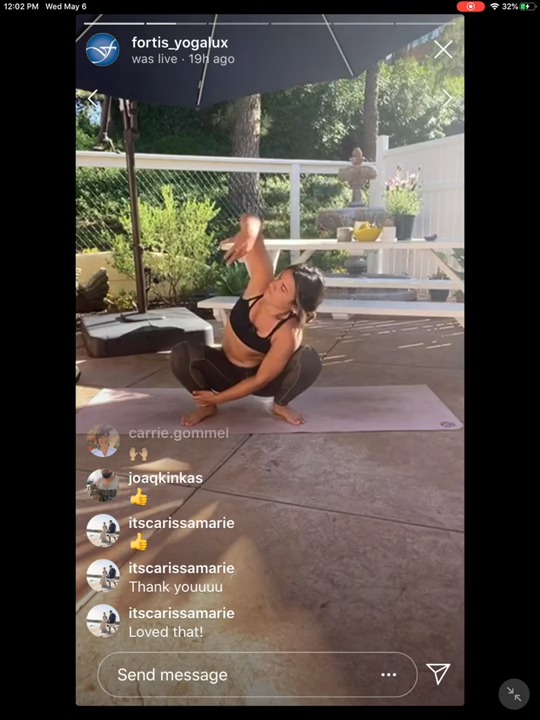 12:02 PM Wed May 6
32%
fortis_yogalux
was live · 19h ago
carrie.gommel
joaqkinkas
itscarissamarie
itscarissamarie
Thank youuuu
itscarissamarie
Loved that!
Send message